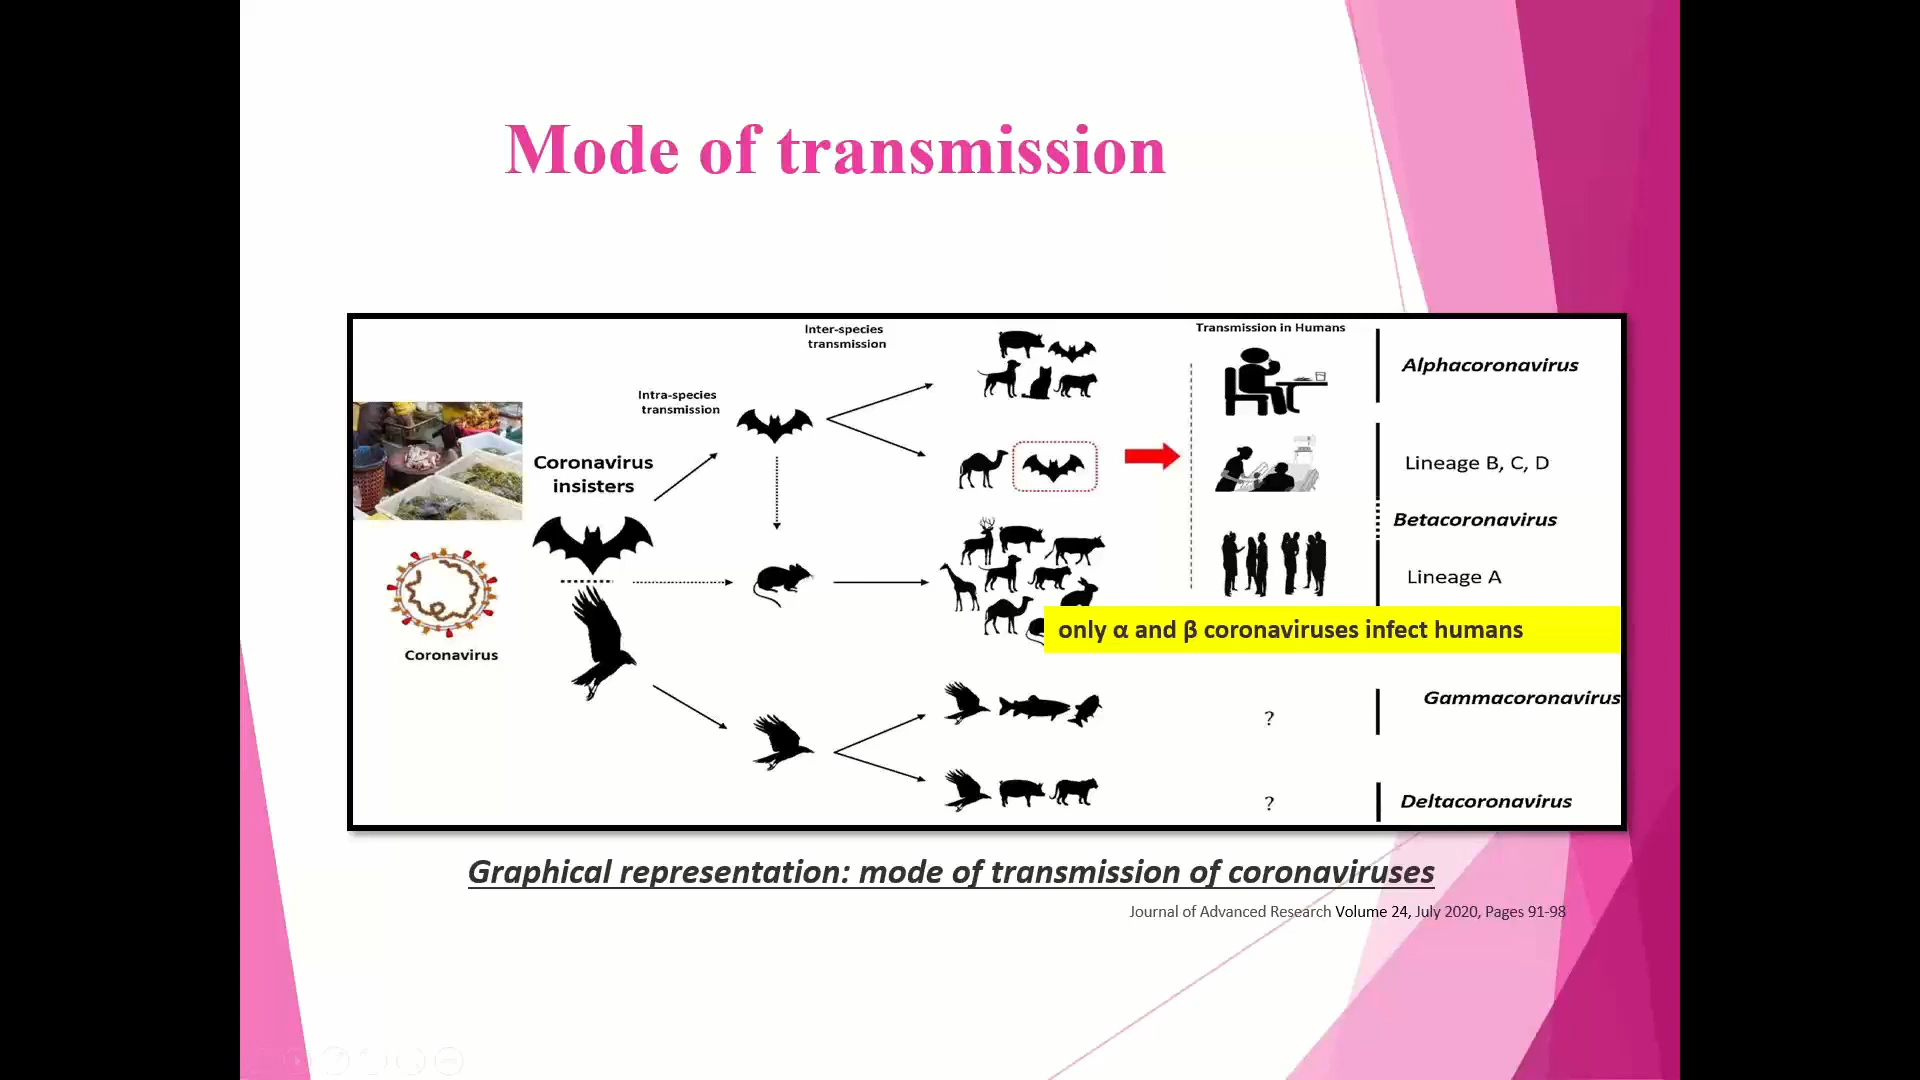 Mode of transmission
Inter-species
transmission
Transmission in Humans
Intra-species
transmission
Alphacoronavirus
Coronavirus
insisters
Lineage B, C, D
Betacoronavirus
Lineage A
only α and β coronaviruses infect humans
Coronavirus
Gammacoronavirus
?
?
Deltacoronavirus
Graphical representation: mode of transmission of coronaviruses
Journal of Advanced Research Volume 24, July 2020, Pages 91-98